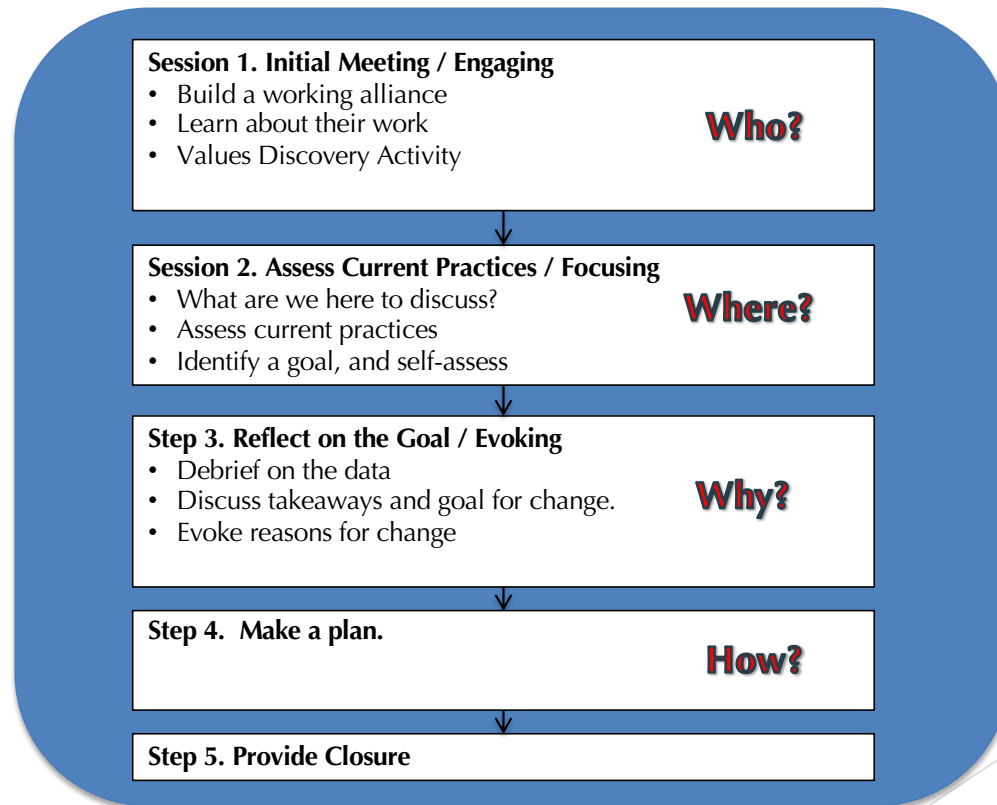 Session 1. Initial Meeting / Engaging
• Build a working alliance
• Learn about their work
• Values Discovery Activity
Who?
Session 2. Assess Current Practices / Focusing
• What are we here to discuss?
• Assess current practices
• Identify a goal, and self-assess
Where?
Step 3. Reflect on the Goal / Evoking
• Debrief on the data
• Discuss takeaways and goal for change.
• Evoke reasons for change
Why?
Step 4.  Make a plan.
How?
Step 5. Provide Closure